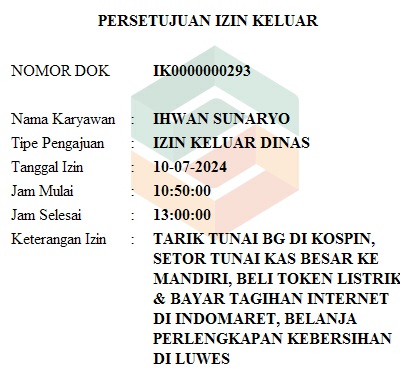 PERSETUJUAN IZIN KELUAR
NOMOR DOK IK0000000293
Nama Karyawan : IHWAN SUNARYO
Tipe Pengajuan : IZIN KELUAR DINAS
Tanggal Izin : 10-07-2024
Jam Mulai : 10:50:00
Jam Selesai : 13:00:00
Keterangan Izin : TARIK TUNAI BG DI KOSPIN,
SETOR TUNAI KAS BESAR KE
MANDIRI, BELI TOKEN LISTRIK
& BAYAR TAGIHAN INTERNET
DI INDOMARET, BELANJA
PERLENGKAPAN KEBERSIHAN
DI LUWES